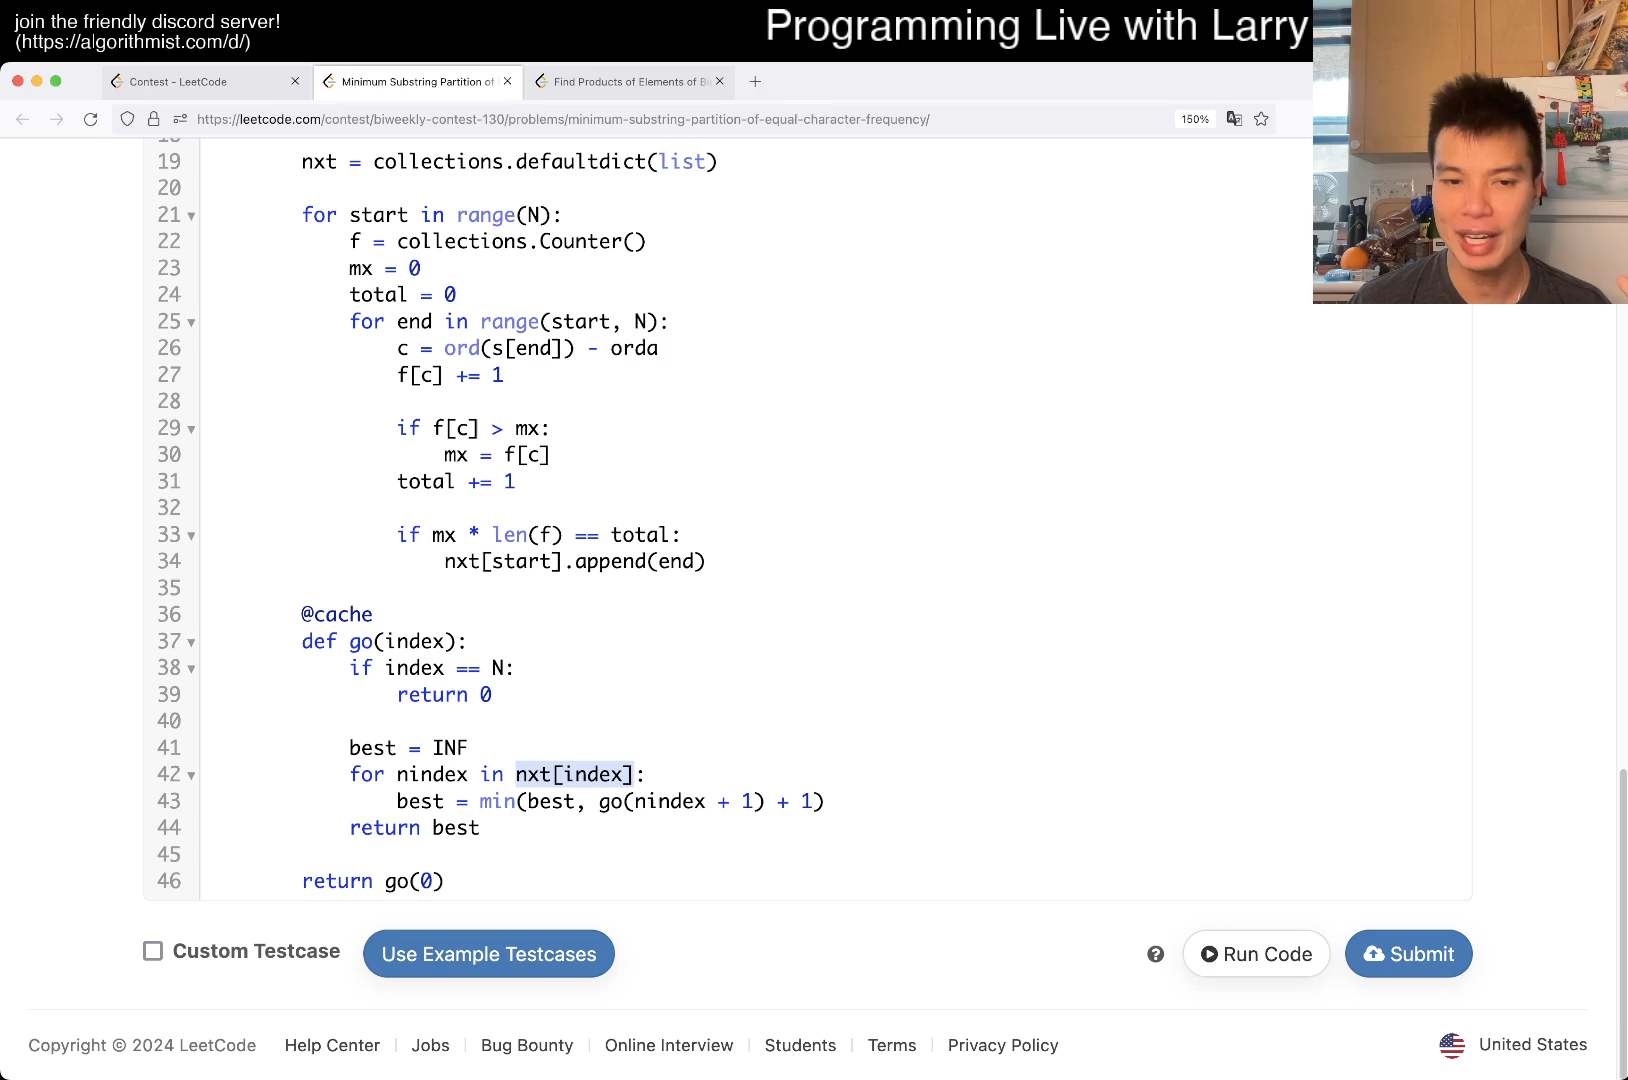 join the friendly discord server!
(https://algorithmist.com/d/)
Programming Live with Larry
Contest - LeetCode
Minimum Substring Partition of
Find Products of Elements of Bi
https://leetcode.com/contest/biweekly-contest-130/problems/minimum-substring-partition-of-equal-character-frequency/
150%
19 nxt = collections.defaultdict(list)
20
21 for start in range(N):
22 f = collections.Counter()
23 mx = 0
24 total = 0
25 for end in range(start, N):
26 c = ord(s[end]) - orda
27 f[c] += 1
28
29 if f[c] > mx:
30 mx = f[c]
31 total += 1
32
33 if mx * len(f) == total:
34 nxt[start].append(end)
35
36 @cache
37 def go(index):
38 if index == N:
39 return 0
40
41 best = INF
42 for nindex in nxt[index]:
43 best = min(best, go(nindex + 1) + 1)
44 return best
45
46 return go(0)
Custom Testcase
Use Example Testcases
?
Run Code
Submit
Copyright © 2024 LeetCode
Help Center | Jobs | Bug Bounty | Online Interview | Students | Terms | Privacy Policy
United States